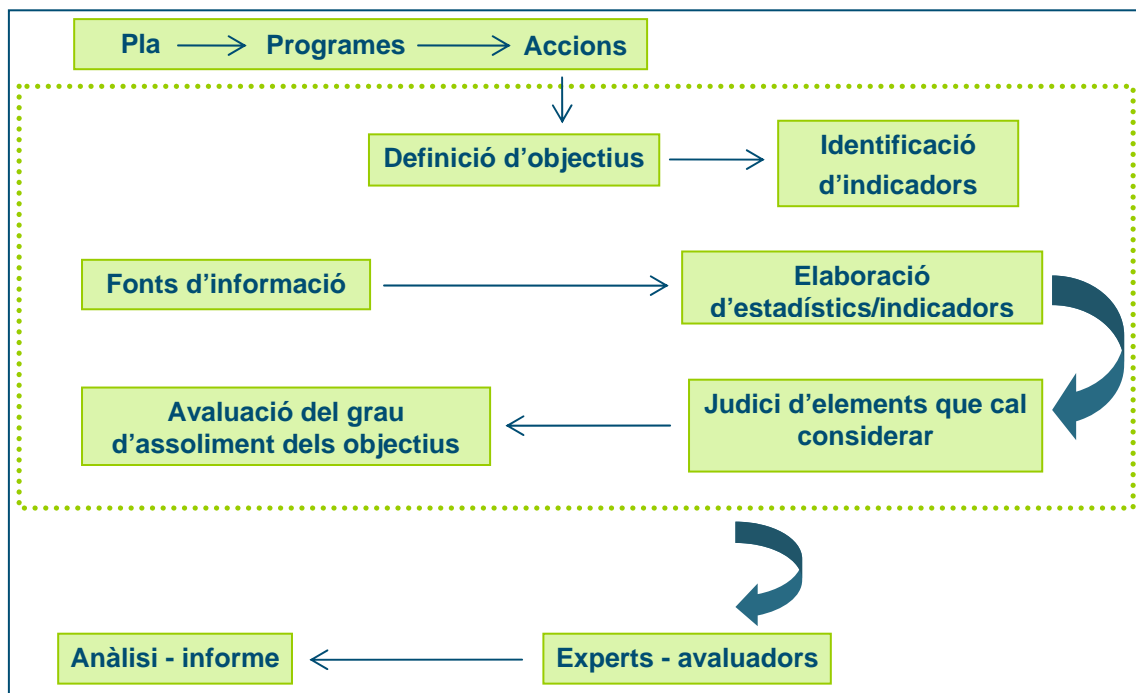 Pla Programes Accions
Definició d’objectius
Identificació
d’indicadors
Fonts d’informació
Elaboració
d’estadístics/indicadors
Avaluació del grau
d’assoliment dels objectius
Judici d’elements que cal
considerar
Anàlisi - informe
Experts - avaluadors